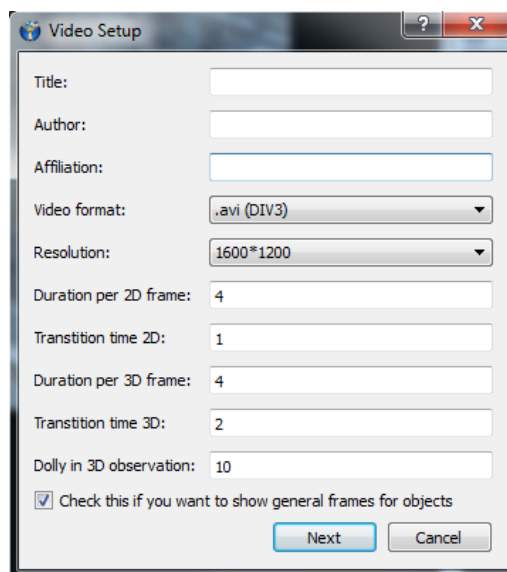 Video Setup
Title:
Author:
Affiliation:
Video format: .avi (DIV3)
Resolution: 1600*1200
Duration per 2D frame: 4
Transtition time 2D: 1
Duration per 3D frame: 4
Transtition time 3D: 2
Dolly in 3D observation: 10
Check this if you want to show general frames for objects
Next Cancel